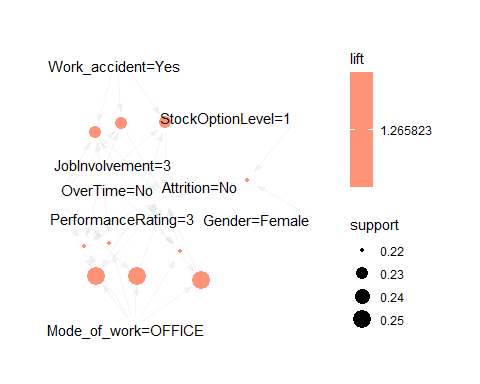 Work_accident=Yes
StockOptionLevel=1
JobInvolvement=3
OverTime=No
Attrition=No
PerformanceRating=3
Gender=Female
Mode_of_work=OFFICE
lift
1.265823
support
0.22
0.23
0.24
0.25